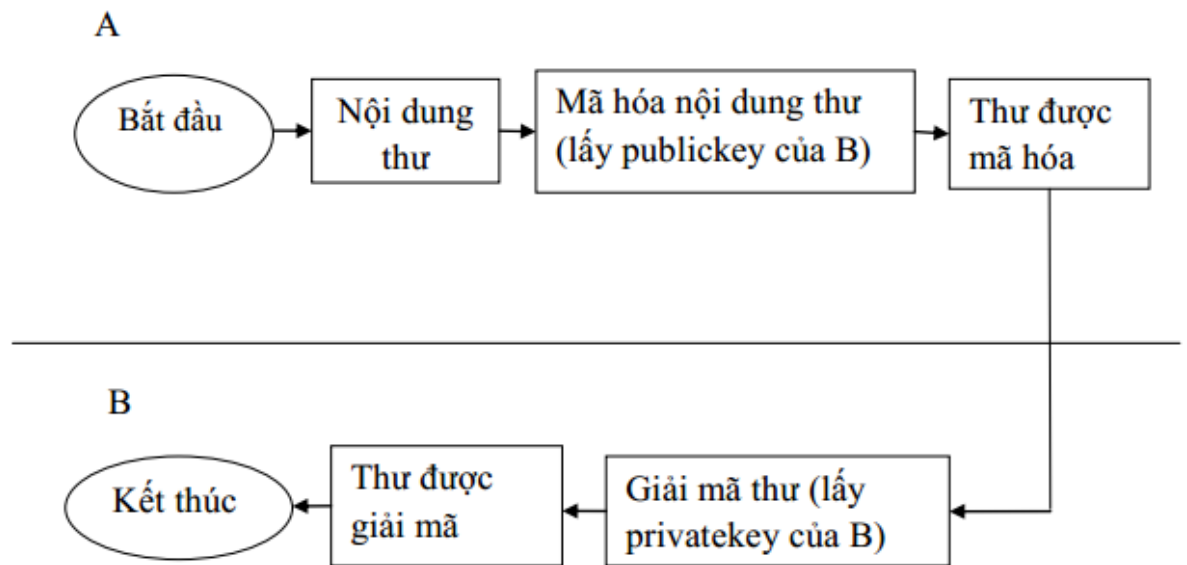 A
Bắt đầu
Nội dung
thư
Mã hóa nội dung thư
(lấy publickey của B)
Thư được
mã hóa
B
Kết thúc
Thư được
giải mã
Giải mã thư (lấy
privatekey của B)